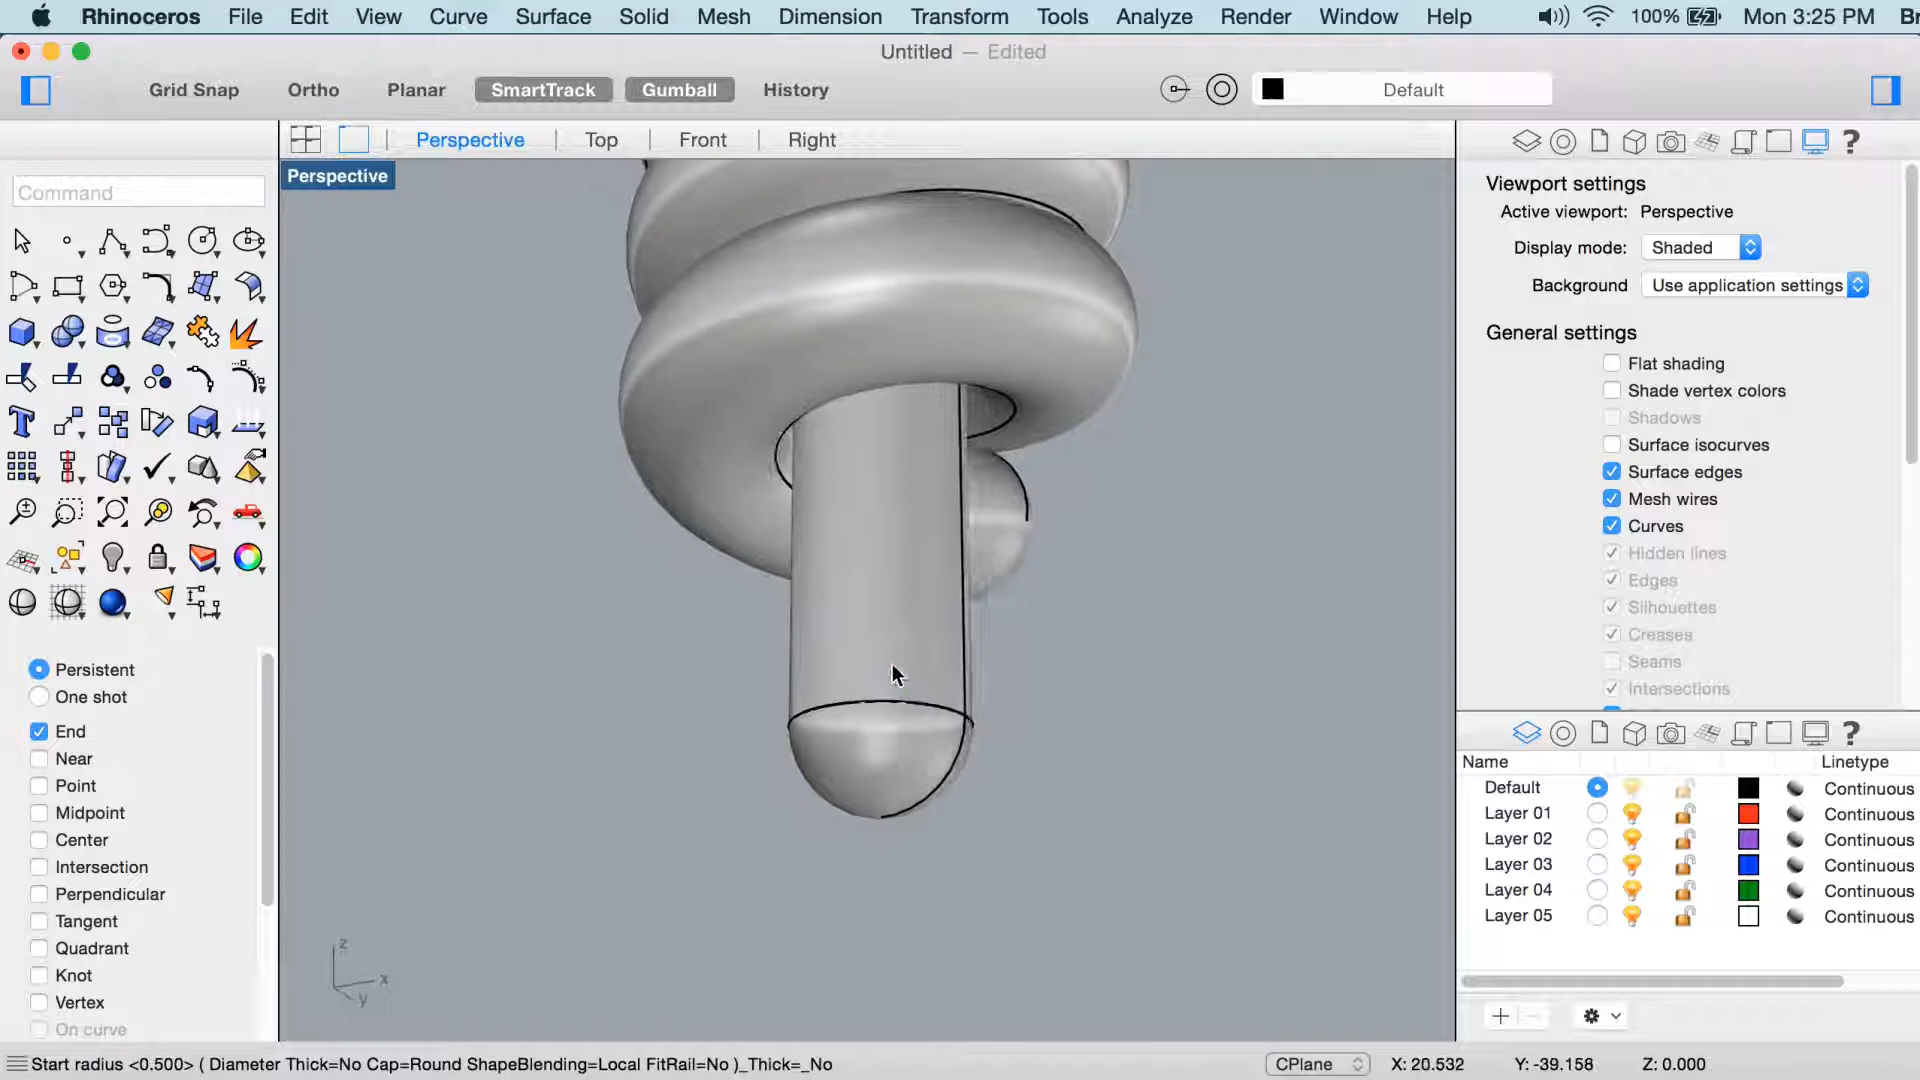 Rhinoceros File Edit View Curve Surface Solid Mesh Dimension Transform Tools Analyze Render Window Help 100% Mon 3:25 PM Br
Untitled — Edited
Grid Snap Ortho Planar SmartTrack Gumball History Default
Perspective Top Front Right
Perspective
Command
Persistent
One shot
End
Near
Point
Midpoint
Center
Intersection
Perpendicular
Tangent
Quadrant
Knot
Vertex
On curve
z
x
y
Viewport settings
Active viewport: Perspective
Display mode: Shaded
Background Use application settings
General settings
Flat shading
Shade vertex colors
Shadows
Surface isocurves
Surface edges
Mesh wires
Curves
Hidden lines
Edges
Silhouettes
Creases
Seams
Intersections
Name Linetype
Default Continuous
Layer 01 Continuous
Layer 02 Continuous
Layer 03 Continuous
Layer 04 Continuous
Layer 05 Continuous
Start radius <0.500> ( Diameter Thick=No Cap=Round ShapeBlending=Local FitRail=No )_Thick=_No CPlane X: 20.532 Y: -39.158 Z: 0.000